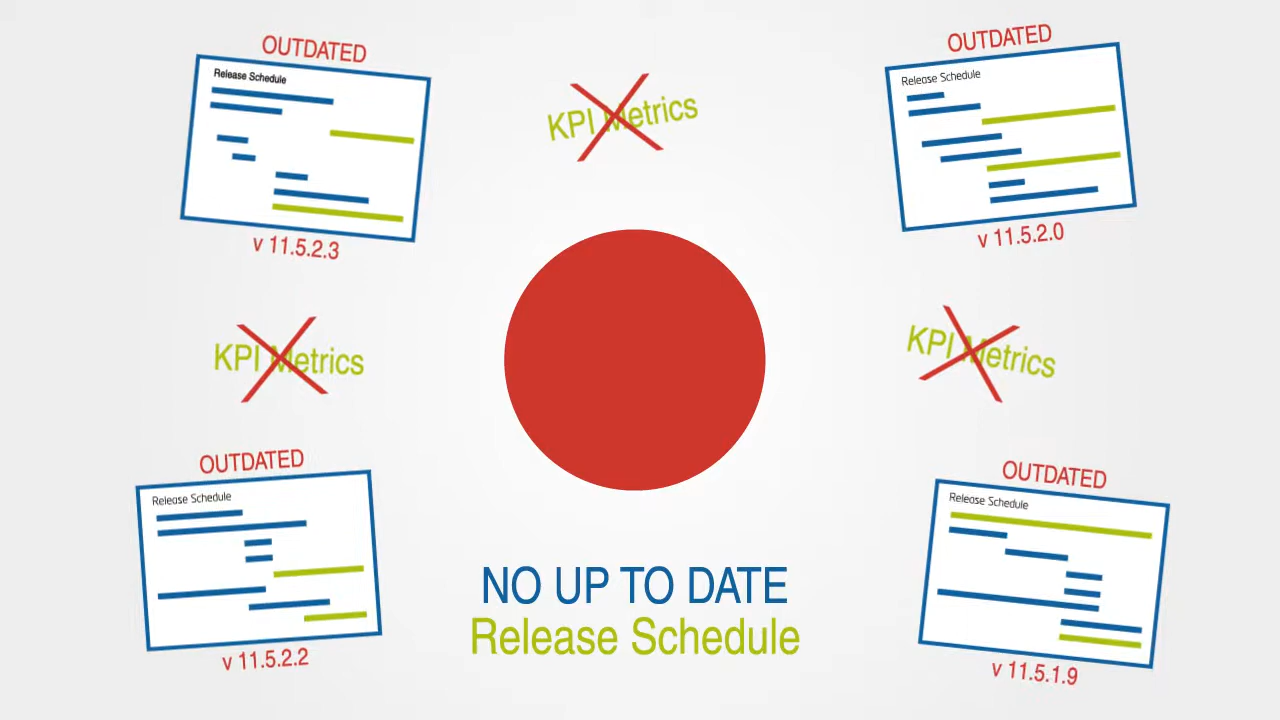 OUTDATED
Release Schedule
v 11.5.2.3
KPI Metrics
OUTDATED
Release Schedule
v 11.5.2.0
KPI Metrics
KPI Metrics
OUTDATED
Release Schedule
v 11.5.2.2
NO UP TO DATE
Release Schedule
OUTDATED
Release Schedule
v 11.5.1.9